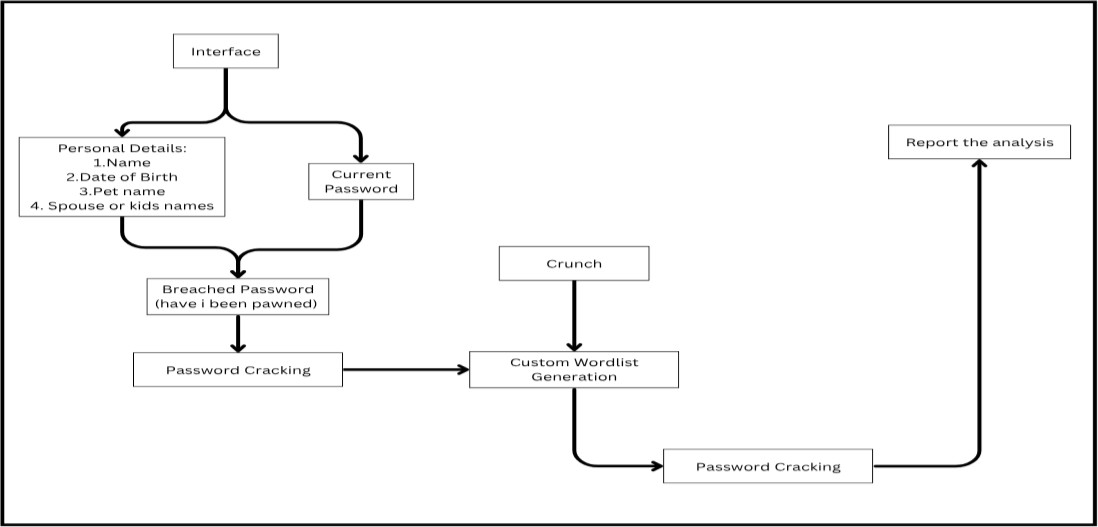 Interface
Personal Details:
1.Name
2.Date of Birth
3.Pet name
4. Spouse or kids names
Current
Password
Breached Password
(have i been pawned)
Password Cracking
Crunch
Custom Wordlist
Generation
Password Cracking
Report the analysis